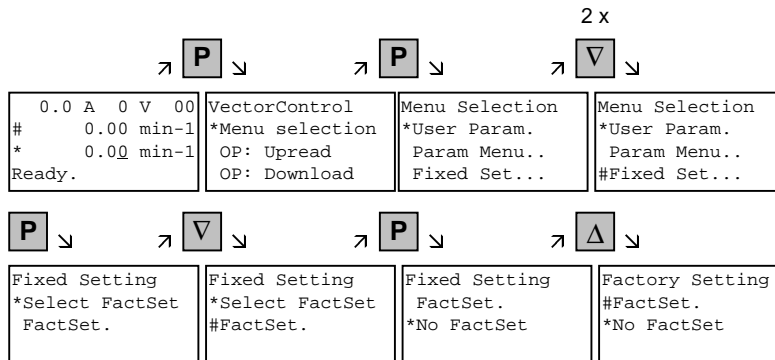 2 x
P P ∇
0.0 A 0 V 00
# 0.00 min-1
* 0.00 min-1
Ready.
VectorControl
*Menu selection
OP: Upread
OP: Download
Menu Selection
*User Param.
Param Menu..
Fixed Set...
Menu Selection
*User Param.
Param Menu..
#Fixed Set...
P ∇ P Δ
Fixed Setting
*Select FactSet
FactSet.
Fixed Setting
*Select FactSet
#FactSet.
Fixed Setting
FactSet.
*No FactSet
Factory Setting
#FactSet.
*No FactSet